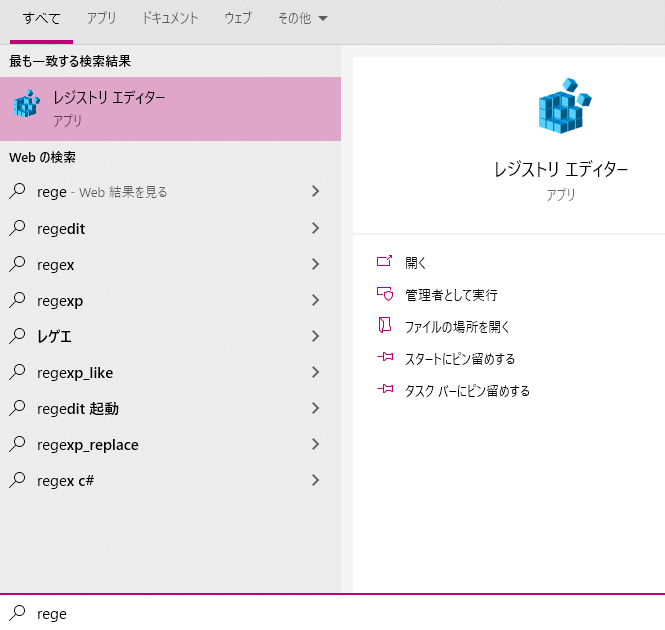 すべて アプリ ドキュメント ウェブ その他
最も一致する検索結果
レジストリ エディター
アプリ
Web の検索
rege - Web 結果を見る
regedit
regex
regexp
レゲエ
regexp_like
regedit 起動
regexp_replace
regex c#
レジストリ エディター
アプリ
開く
管理者として実行
ファイルの場所を開く
スタートにピン留めする
タスク バーにピン留めする
rege